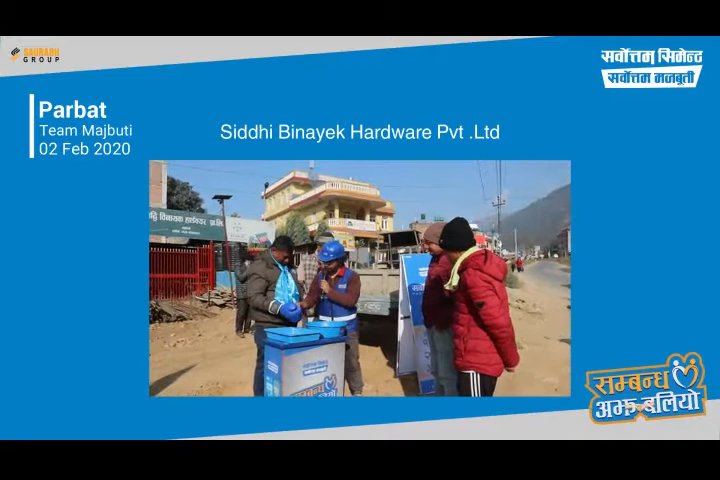 SAURABH
GROUP
सर्वोत्तम सिमेन्ट
सर्वोत्तम मजबूती
Parbat
Team Majbuti
02 Feb 2020
Siddhi Binayek Hardware Pvt .Ltd
सम्बन्ध
अझ बलियो